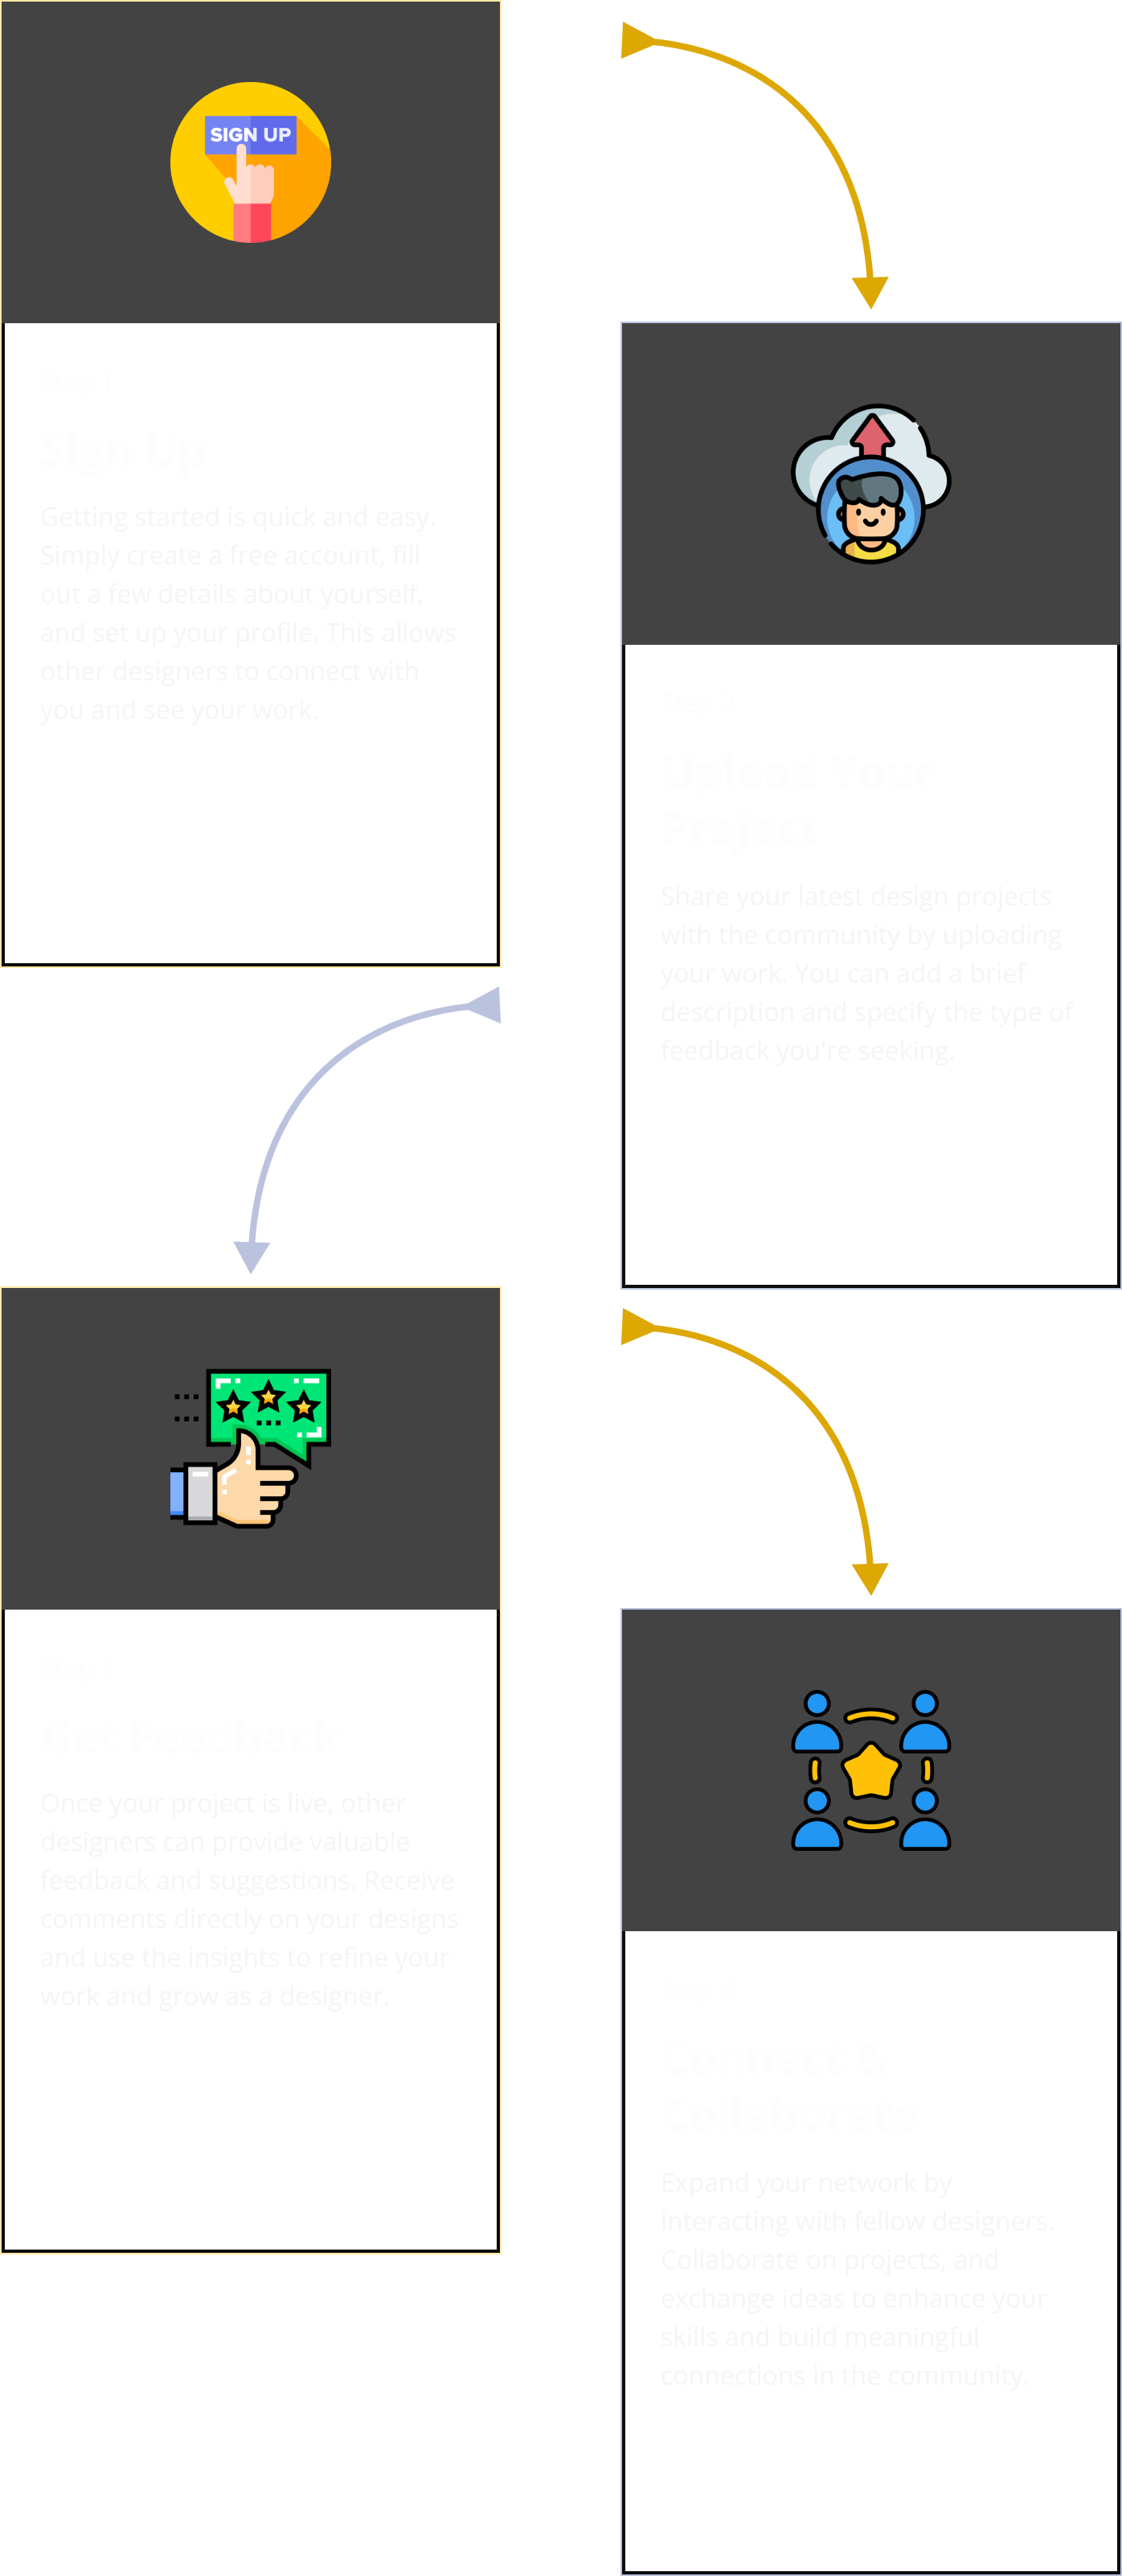 SIGN UP
Step 1
Sign Up
Getting started is quick and easy.
Simply create a free account, fill
out a few details about yourself,
and set up your profile. This allows
other designers to connect with
you and see your work.
Step 2
Upload Your
Project
Share your latest design projects
with the community by uploading
your work. You can add a brief
description and specify the type of
feedback you're seeking.
Step 3
Get Feedback
Once your project is live, other
designers can provide valuable
feedback and suggestions. Receive
comments directly on your designs
and use the insights to refine your
work and grow as a designer.
Step 4
Connect &
Collaborate
Expand your network by
interacting with fellow designers.
Collaborate on projects, and
exchange ideas to enhance your
skills and build meaningful
connections in the community.